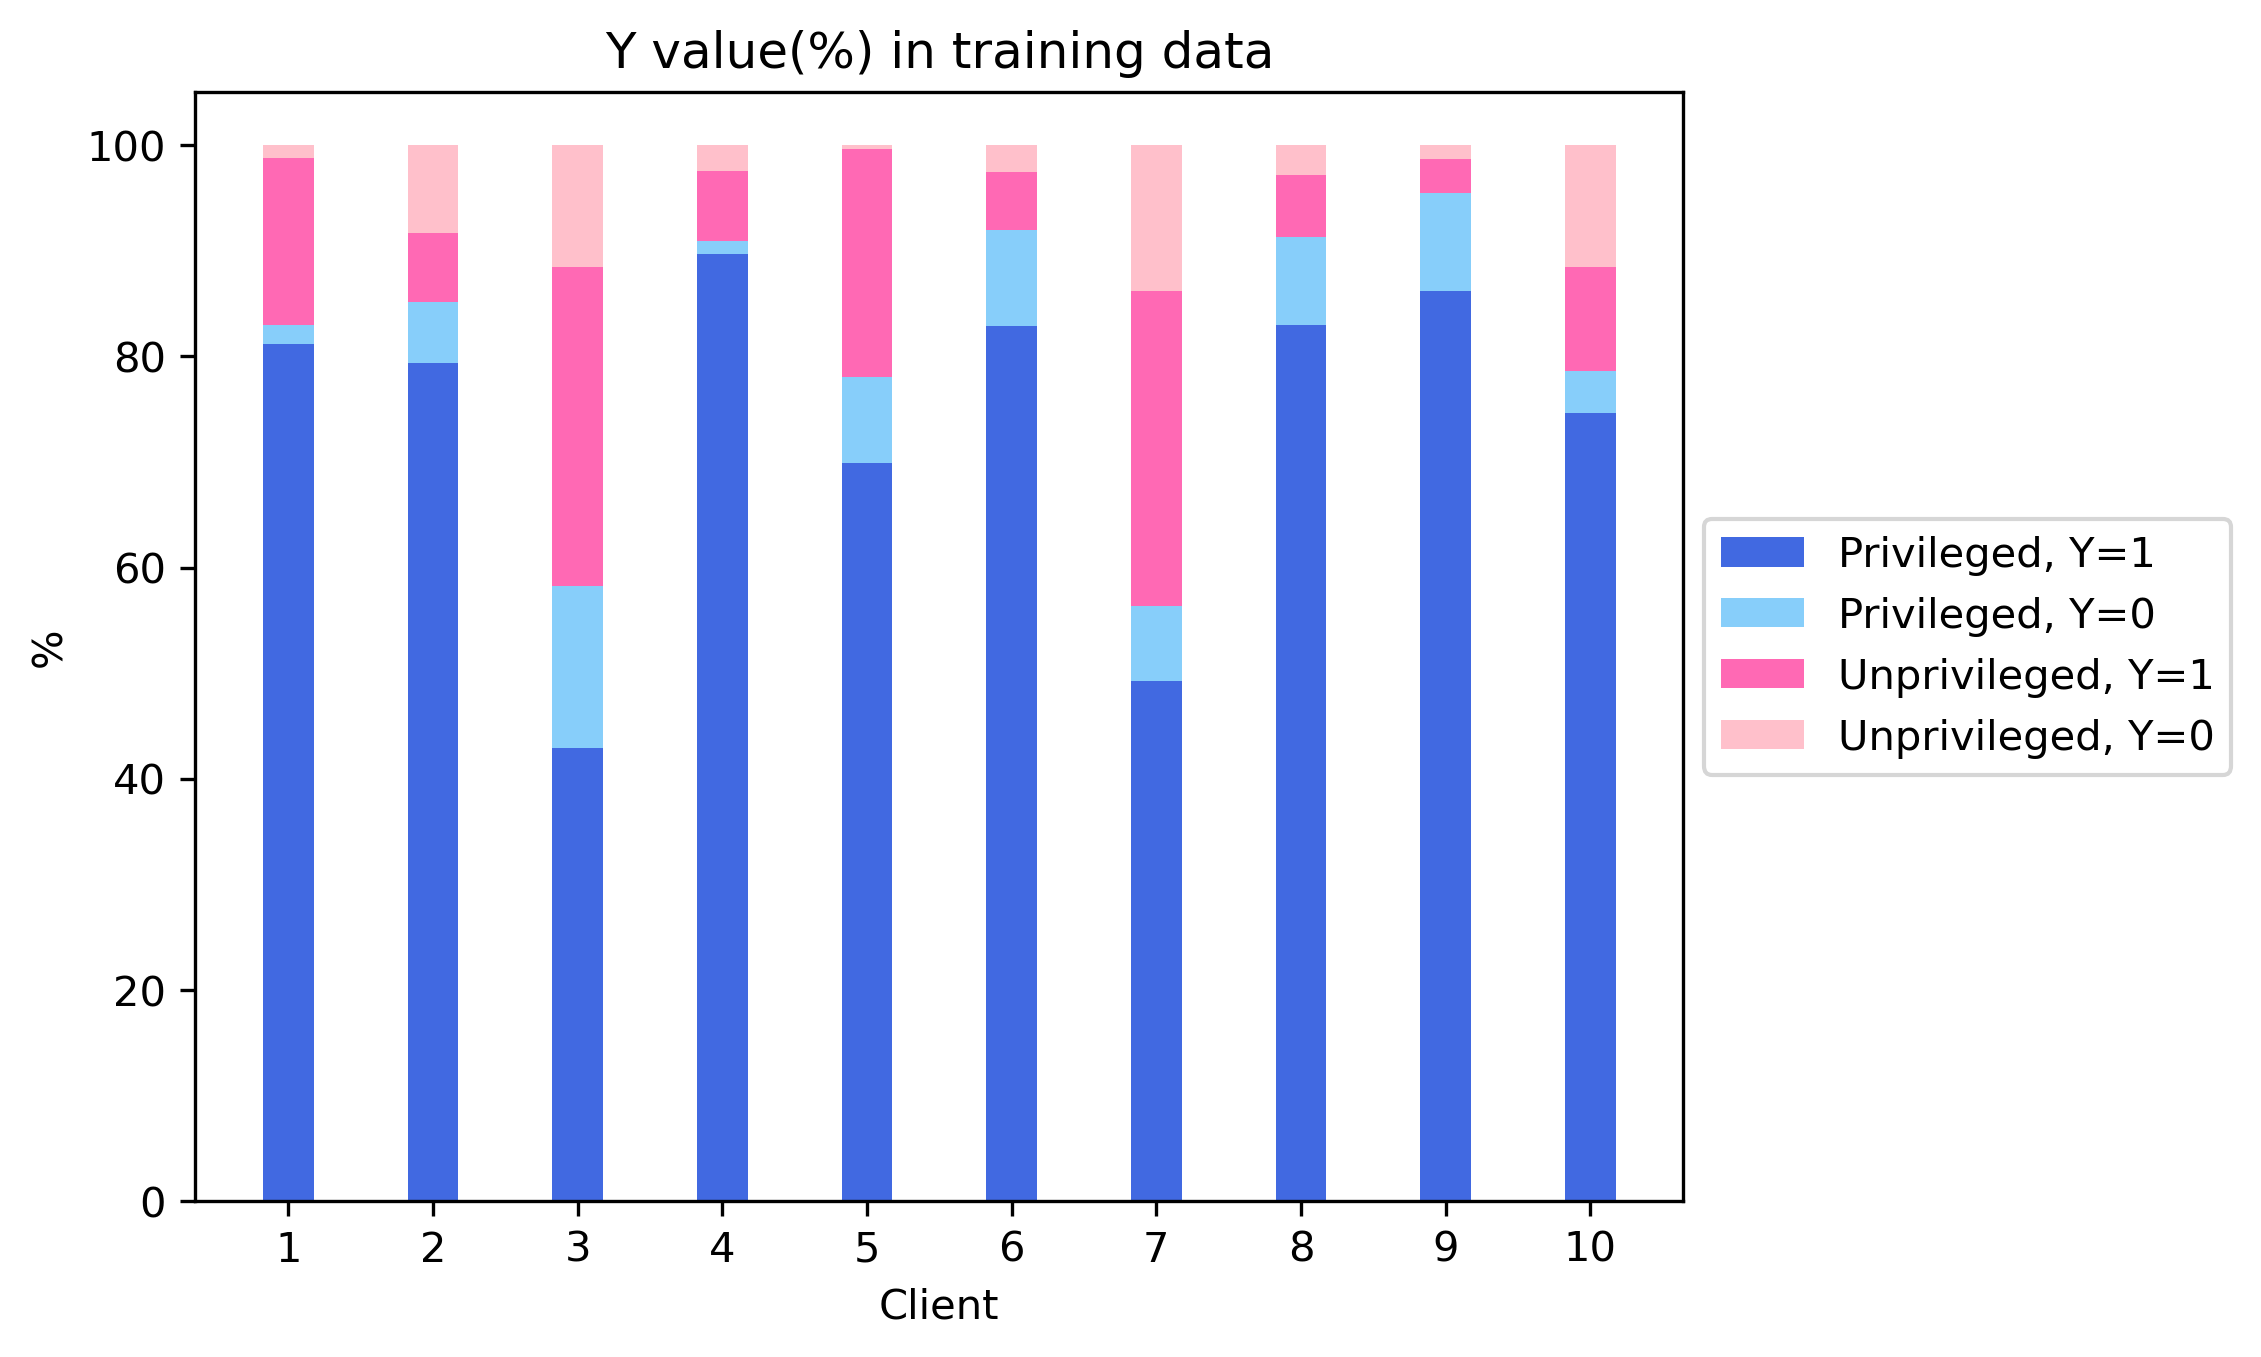 Y value(%) in training data
100
80
60
40
20
0
%
1 2 3 4 5 6 7 8 9 10
Client
Privileged, Y=1
Privileged, Y=0
Unprivileged, Y=1
Unprivileged, Y=0